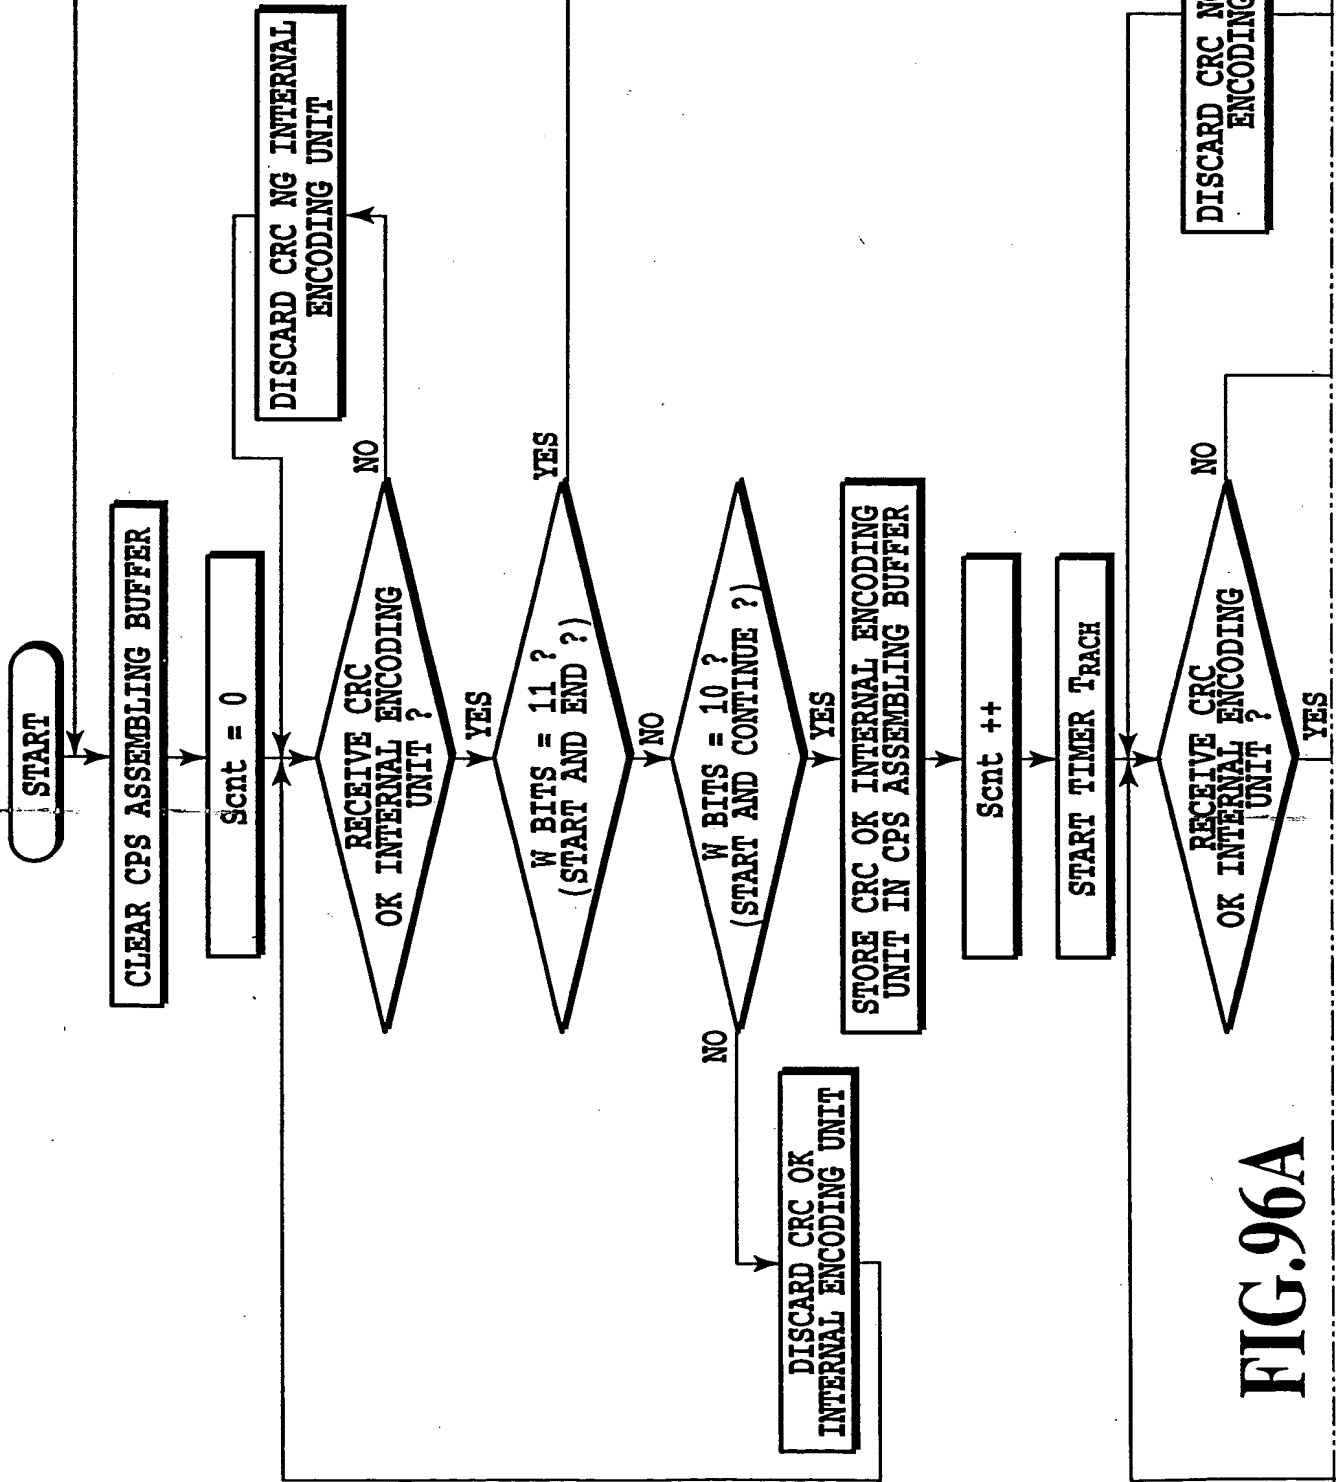 START
CLEAR CPS ASSEMBLING BUFFER
Scnt = 0
RECEIVE CRC
OK INTERNAL ENCODING
UNIT ?
NO
DISCARD CRC NG INTERNAL
ENCODING UNIT
YES
W BITS = 11 ?
(START AND END ?)
YES
NO
W BITS = 10 ?
(START AND CONTINUE ?)
NO
DISCARD CRC OK
INTERNAL ENCODING UNIT
YES
STORE CRC OK INTERNAL ENCODING
UNIT IN CPS ASSEMBLING BUFFER
Scnt ++
START TIMER TRACH
RECEIVE CRC
OK INTERNAL ENCODING
UNIT ?
NO
DISCARD CRC
ENCODING
YES
FIG.96A